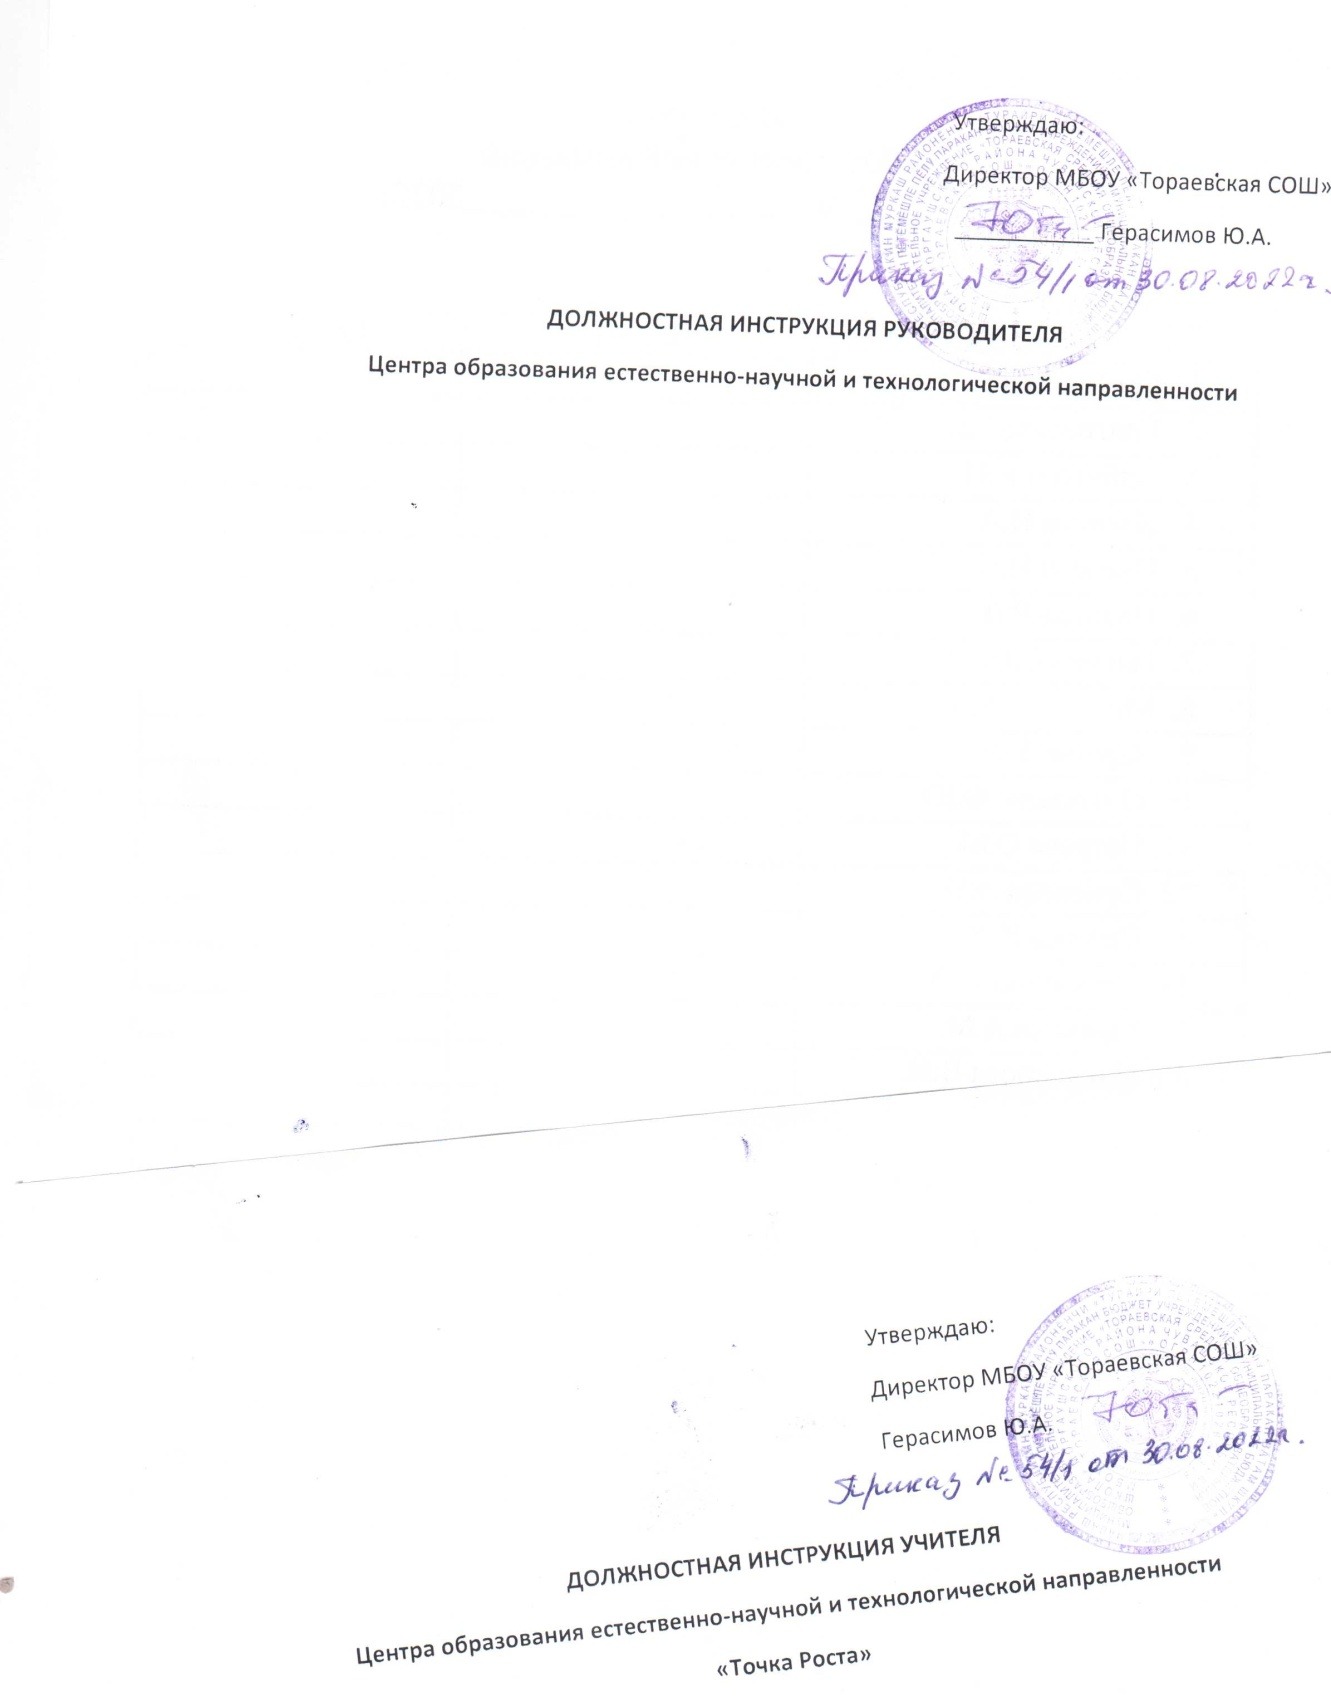 Утверждаю:
Директор МБОУ «Тораевская СОШ»
Герасимов Ю.А.
Приказ № 54/1 от 30.08.2022г.
ДОЛЖНОСТНАЯ ИНСТРУКЦИЯ РУКОВОДИТЕЛЯ
Центра образования естественно-научной и технологической направленности
Утверждаю:
Директор МБОУ «Тораевская СОШ»
Герасимов Ю.А.
Приказ № 54/1 от 30.08.2022г.
ДОЛЖНОСТНАЯ ИНСТРУКЦИЯ УЧИТЕЛЯ
Центра образования естественно-научной и технологической направленности
«Точка Роста»